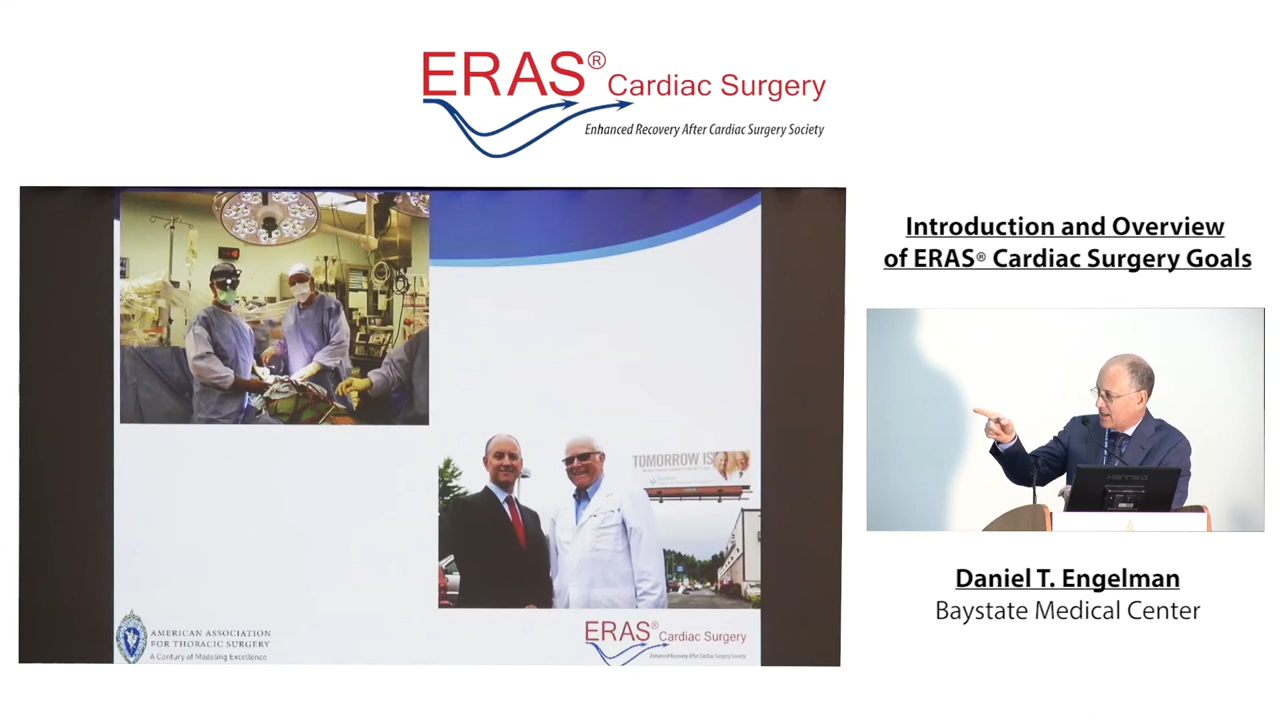 ERAS® Cardiac Surgery
Enhanced Recovery After Cardiac Surgery Society
Introduction and Overview
of ERAS® Cardiac Surgery Goals
TOMORROW IS
AMERICAN ASSOCIATION
FOR THORACIC SURGERY
A Century of Modeling Excellence
ERAS® Cardiac Surgery
Enhanced Recovery After Cardiac Surgery Society
Daniel T. Engelman
Baystate Medical Center